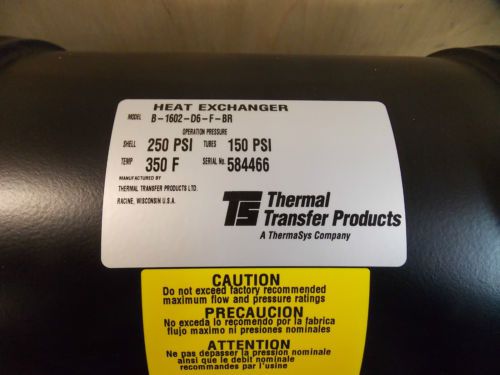 HEAT EXCHANGER
MODEL B-1602-D6-F-BR
OPERATION PRESSURE
SHELL 250 PSI TUBES 150 PSI
TEMP 350 F SERIAL No. 584466
MANUFACTURED BY
THERMAL TRANSFER PRODUCTS LTD.
RACINE, WISCONSIN U.S.A.
Thermal
Transfer Products
A ThermaSys Company
CAUTION
Do not exceed factory recommended
maximum flow and pressure ratings
PRECAUCION
No exceda lo recomendo por la fabrica
flujo maximo ni presiones nominales
ATTENTION
Ne pas dépasser la pression nominale
ainsi que le debit nominale
recommandés par l'usine